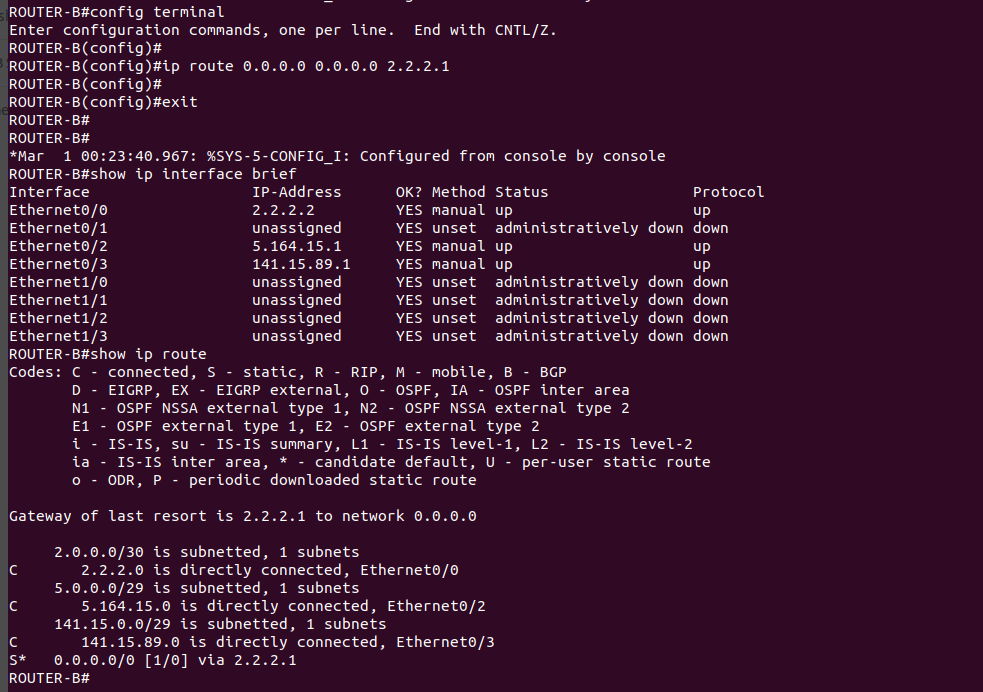 ROUTER-B#config terminal
Enter configuration commands, one per line.  End with CNTL/Z.
ROUTER-B(config)#
ROUTER-B(config)#ip route 0.0.0.0 0.0.0.0 2.2.2.1
ROUTER-B(config)#
ROUTER-B(config)#exit
ROUTER-B#
ROUTER-B#
*Mar  1 00:23:40.967: %SYS-5-CONFIG_I: Configured from console by console
ROUTER-B#show ip interface brief
Interface                  IP-Address      OK? Method Status                Protocol
Ethernet0/0                2.2.2.2         YES manual up                    up
Ethernet0/1                unassigned      YES unset  administratively down down
Ethernet0/2                5.164.15.1      YES manual up                    up
Ethernet0/3                141.15.89.1     YES manual up                    up
Ethernet1/0                unassigned      YES unset  administratively down down
Ethernet1/1                unassigned      YES unset  administratively down down
Ethernet1/2                unassigned      YES unset  administratively down down
Ethernet1/3                unassigned      YES unset  administratively down down
ROUTER-B#show ip route
Codes: C - connected, S - static, R - RIP, M - mobile, B - BGP
       D - EIGRP, EX - EIGRP external, O - OSPF, IA - OSPF inter area
       N1 - OSPF NSSA external type 1, N2 - OSPF NSSA external type 2
       E1 - OSPF external type 1, E2 - OSPF external type 2
       i - IS-IS, su - IS-IS summary, L1 - IS-IS level-1, L2 - IS-IS level-2
       ia - IS-IS inter area, * - candidate default, U - per-user static route
       o - ODR, P - periodic downloaded static route

Gateway of last resort is 2.2.2.1 to network 0.0.0.0

     2.0.0.0/30 is subnetted, 1 subnets
C       2.2.2.0 is directly connected, Ethernet0/0
     5.0.0.0/29 is subnetted, 1 subnets
C       5.164.15.0 is directly connected, Ethernet0/2
     141.15.0.0/29 is subnetted, 1 subnets
C       141.15.89.0 is directly connected, Ethernet0/3
S*   0.0.0.0/0 [1/0] via 2.2.2.1
ROUTER-B#